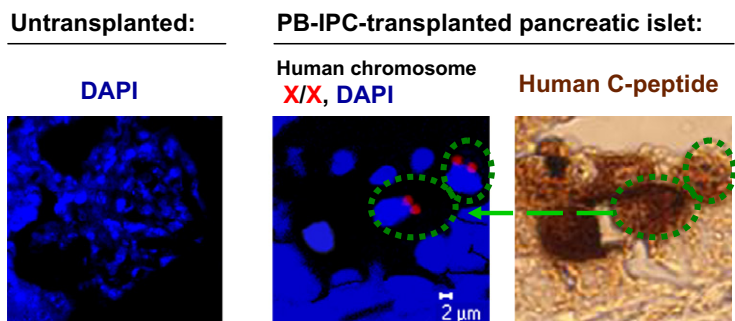 Untransplanted:
PB-IPC-transplanted pancreatic islet:
DAPI
Human chromosome
X/X, DAPI
Human C-peptide
2 µm